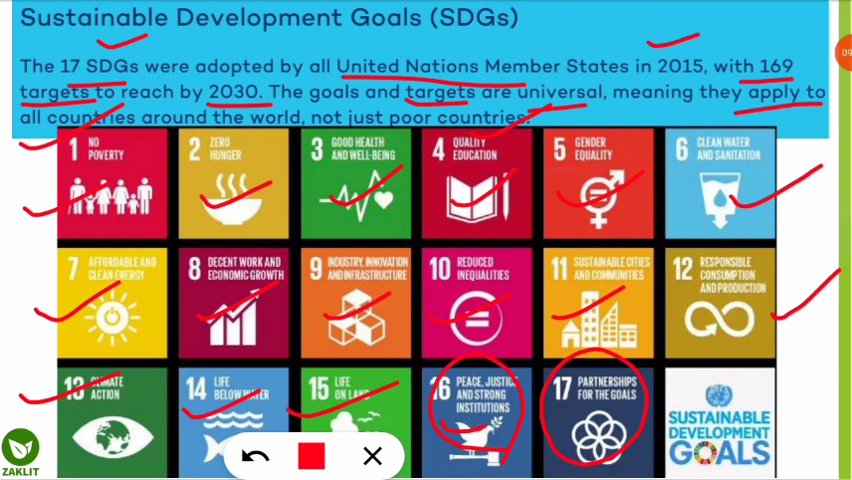 Sustainable Development Goals (SDGs)
The 17 SDGs were adopted by all United Nations Member States in 2015, with 169
targets to reach by 2030. The goals and targets are universal, meaning they apply to
all countries around the world, not just poor countries.
1 NO
POVERTY
2 ZERO
HUNGER
3 GOOD HEALTH
AND WELL-BEING
4 QUALITY
EDUCATION
5 GENDER
EQUALITY
6 CLEAN WATER
AND SANITATION
7 AFFORDABLE AND
CLEAN ENERGY
8 DECENT WORK AND
ECONOMIC GROWTH
9 INDUSTRY, INNOVATION
AND INFRASTRUCTURE
10 REDUCED
INEQUALITIES
11 SUSTAINABLE CITIES
AND COMMUNITIES
12 RESPONSIBLE
CONSUMPTION
AND PRODUCTION
13 CLIMATE
ACTION
14 LIFE
BELOW WATER
15 LIFE
ON LAND
16 PEACE, JUSTICE
AND STRONG
INSTITUTIONS
17 PARTNERSHIPS
FOR THE GOALS
SUSTAINABLE
DEVELOPMENT
GOALS
ZAKLIT
09